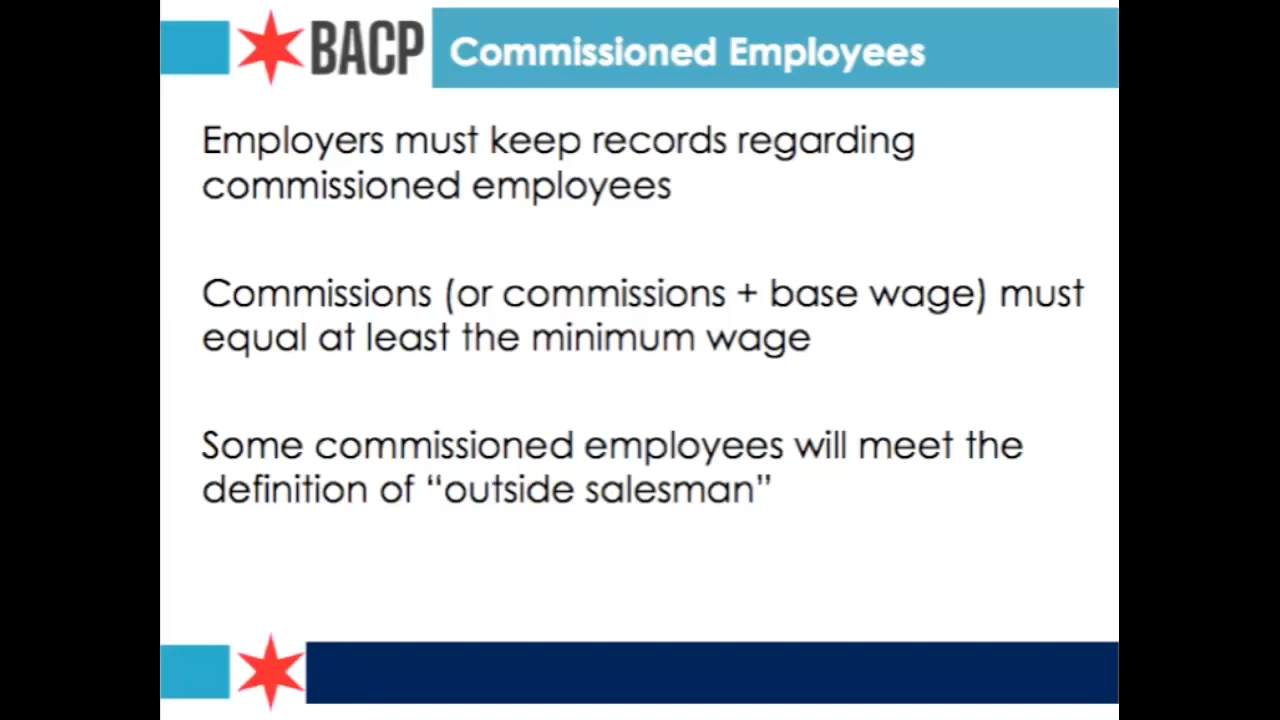 BACP
Commissioned Employees
Employers must keep records regarding
commissioned employees
Commissions (or commissions + base wage) must
equal at least the minimum wage
Some commissioned employees will meet the
definition of “outside salesman”